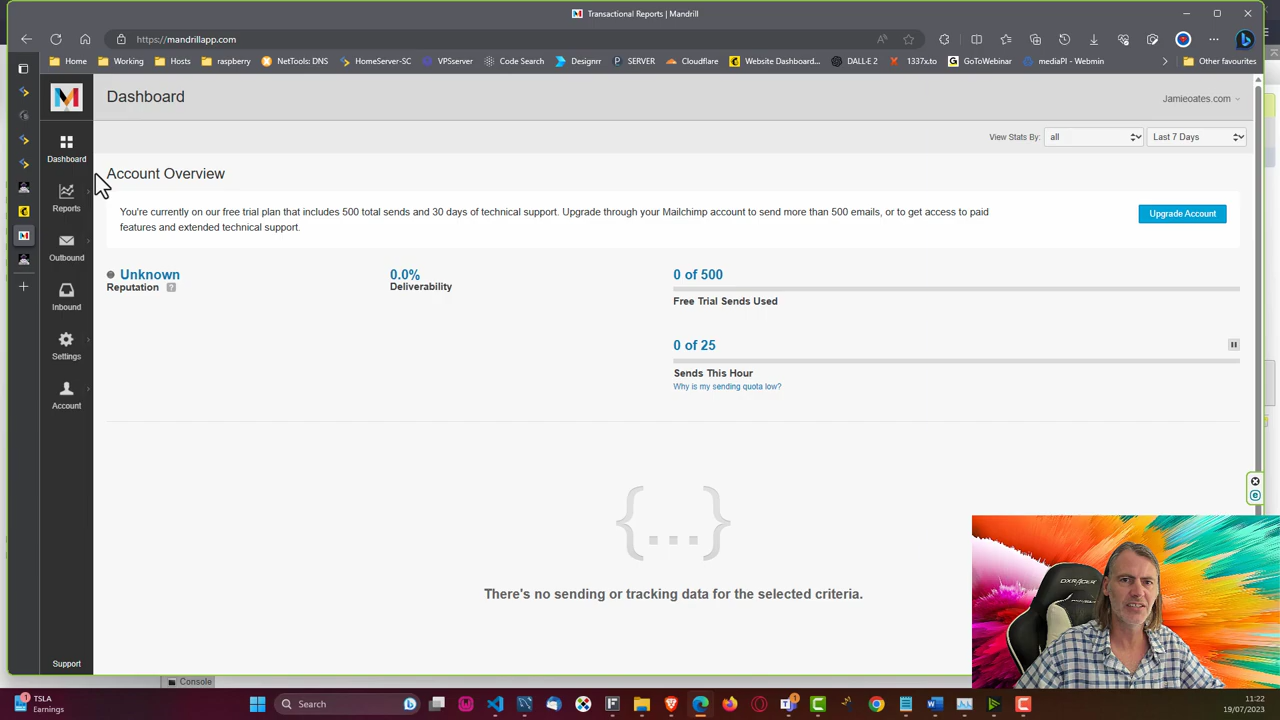 Transactional Reports | Mandrill
https://mandrillapp.com
Home
Working
Hosts
raspberry
NetTools: DNS
HomeServer-SC
VPServer
Code Search
Designrr
SERVER
Cloudflare
Website Dashboard...
DALL·E 2
1337x.to
GoToWebinar
mediaPI - Webmin
Other favourites
Dashboard
Jamieoates.com
View Stats By:
all
Last 7 Days
Dashboard
Reports
Outbound
Inbound
Settings
Account
Support
Account Overview
You're currently on our free trial plan that includes 500 total sends and 30 days of technical support. Upgrade through your Mailchimp account to send more than 500 emails, or to get access to paid
features and extended technical support.
Upgrade Account
Unknown
Reputation ?
0.0%
Deliverability
0 of 500
Free Trial Sends Used
0 of 25
Sends This Hour
Why is my sending quota low?
{...}
There's no sending or tracking data for the selected criteria.
DXRACER
Console
TSLA
Earnings
Search
11:22
19/07/2023